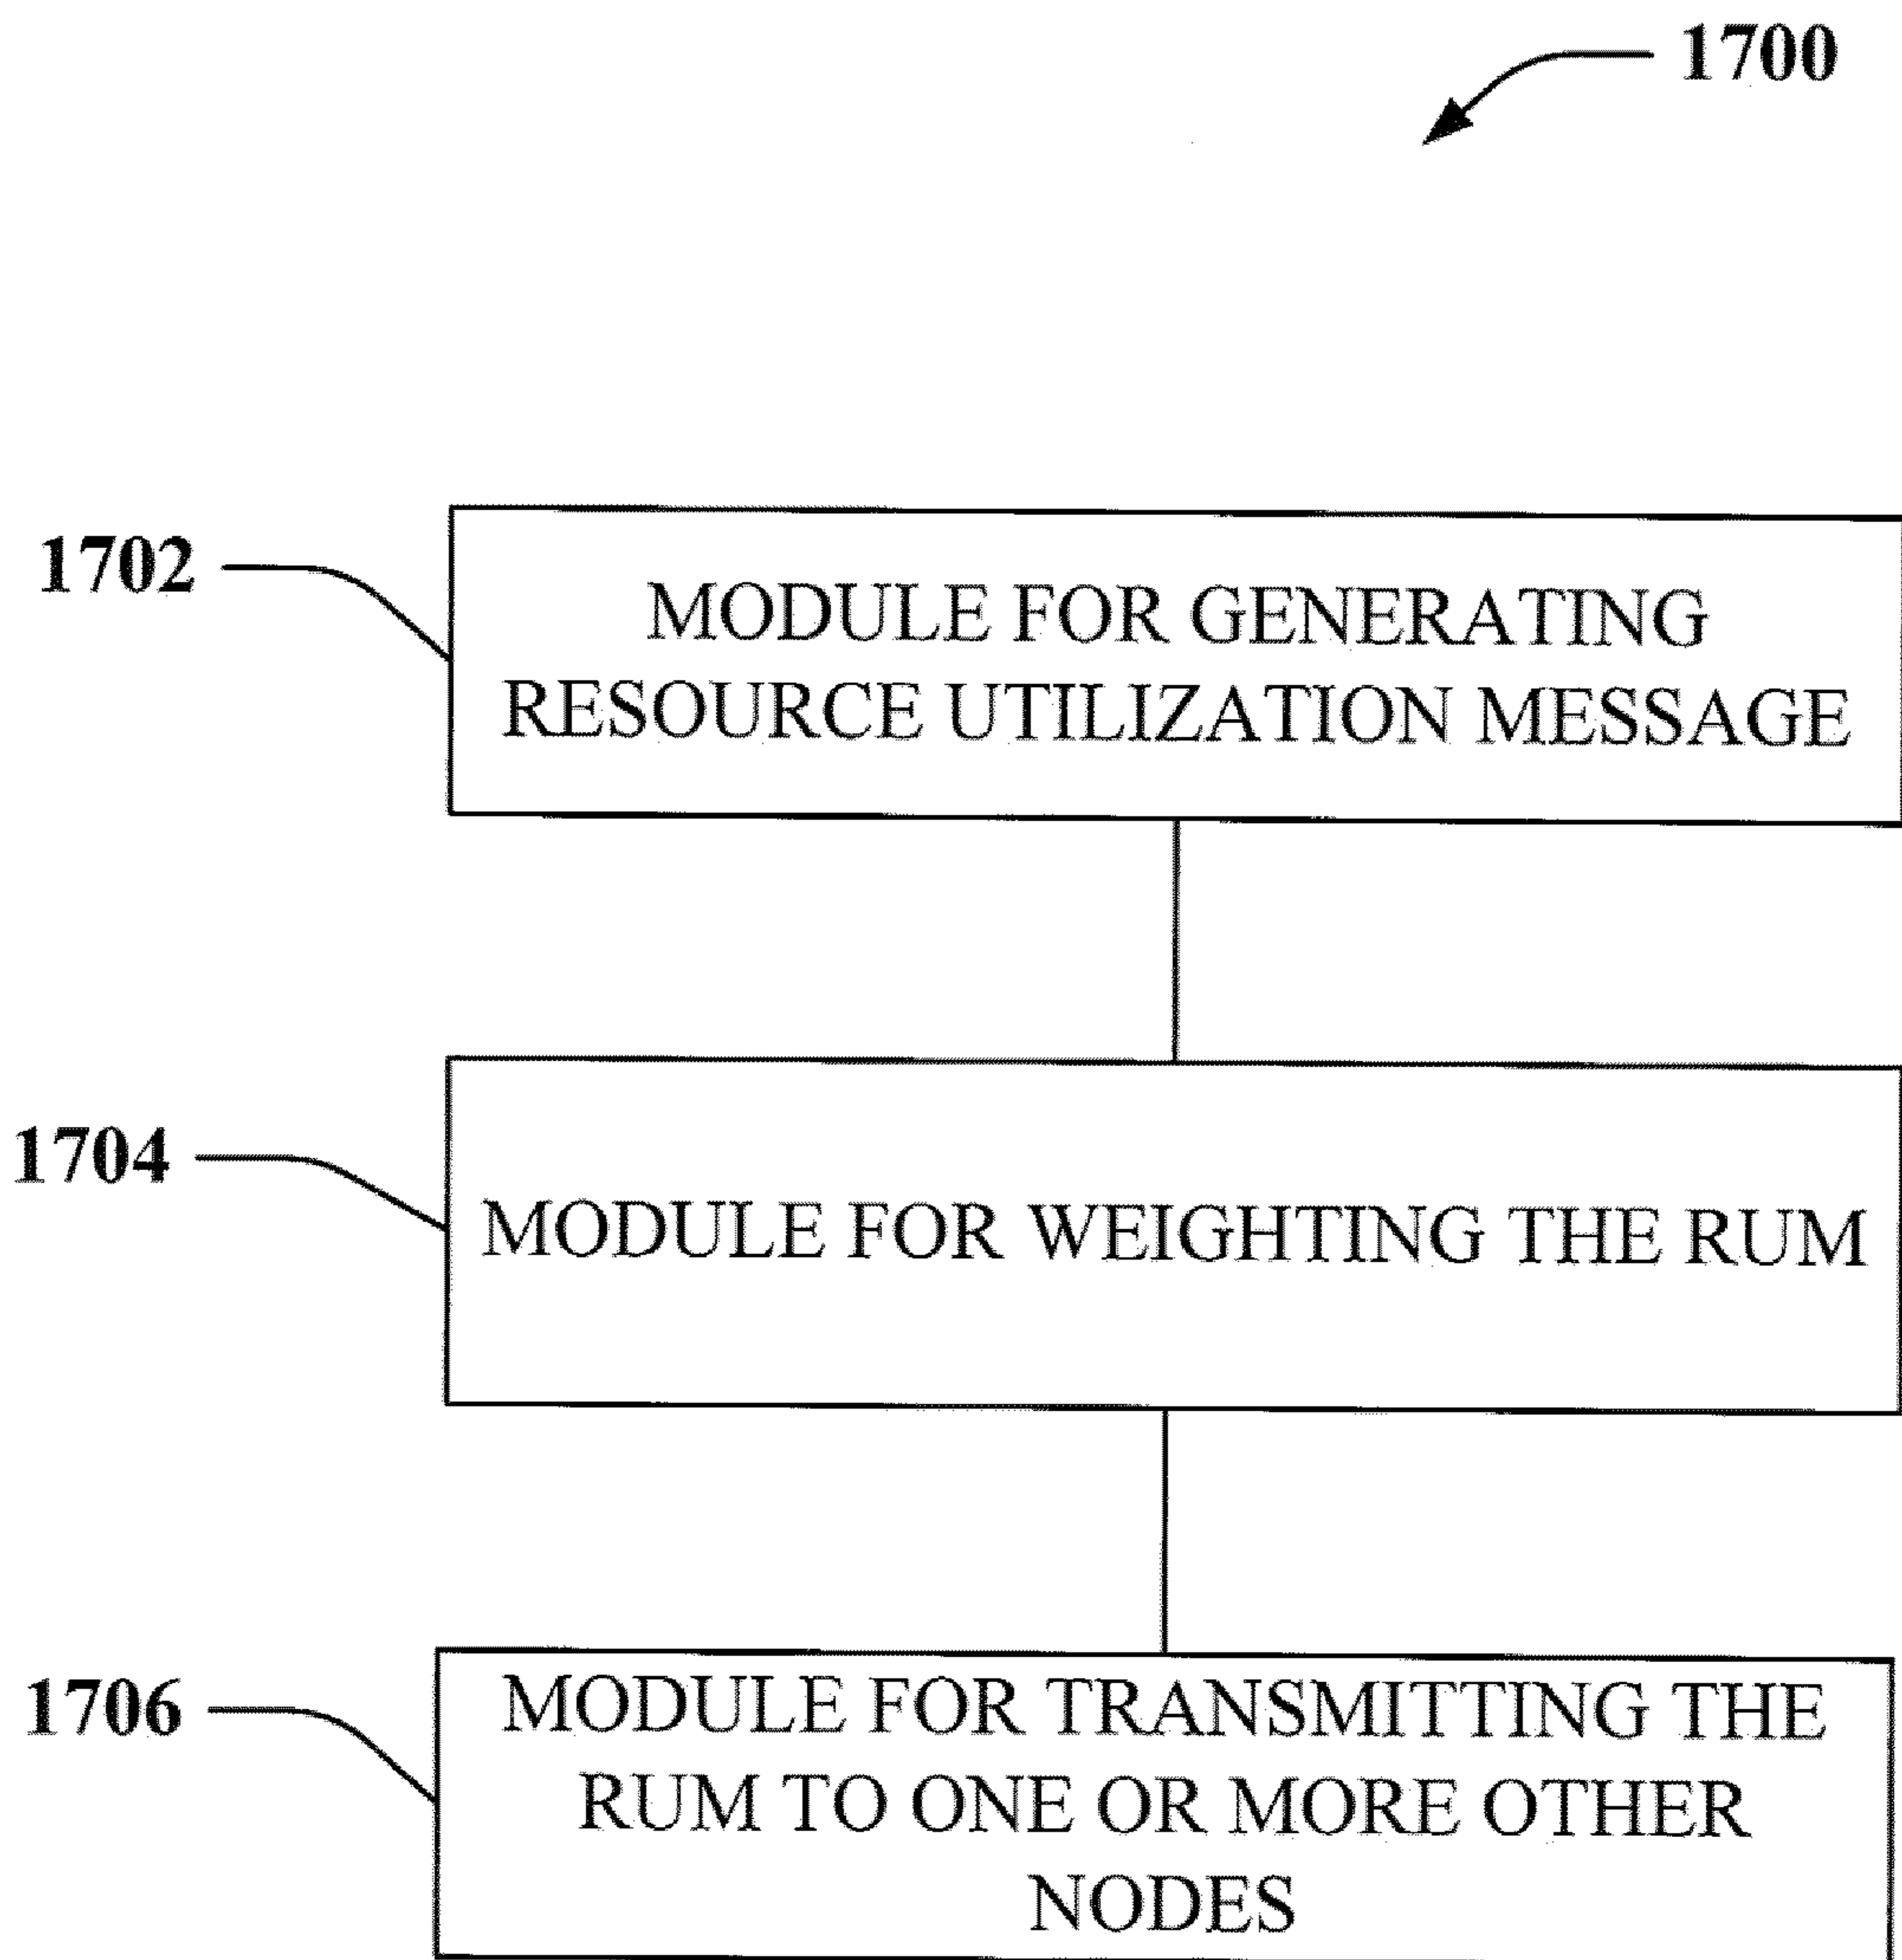 1700
1702
MODULE FOR GENERATING
RESOURCE UTILIZATION MESSAGE
1704
MODULE FOR WEIGHTING THE RUM
1706
MODULE FOR TRANSMITTING THE
RUM TO ONE OR MORE OTHER
NODES